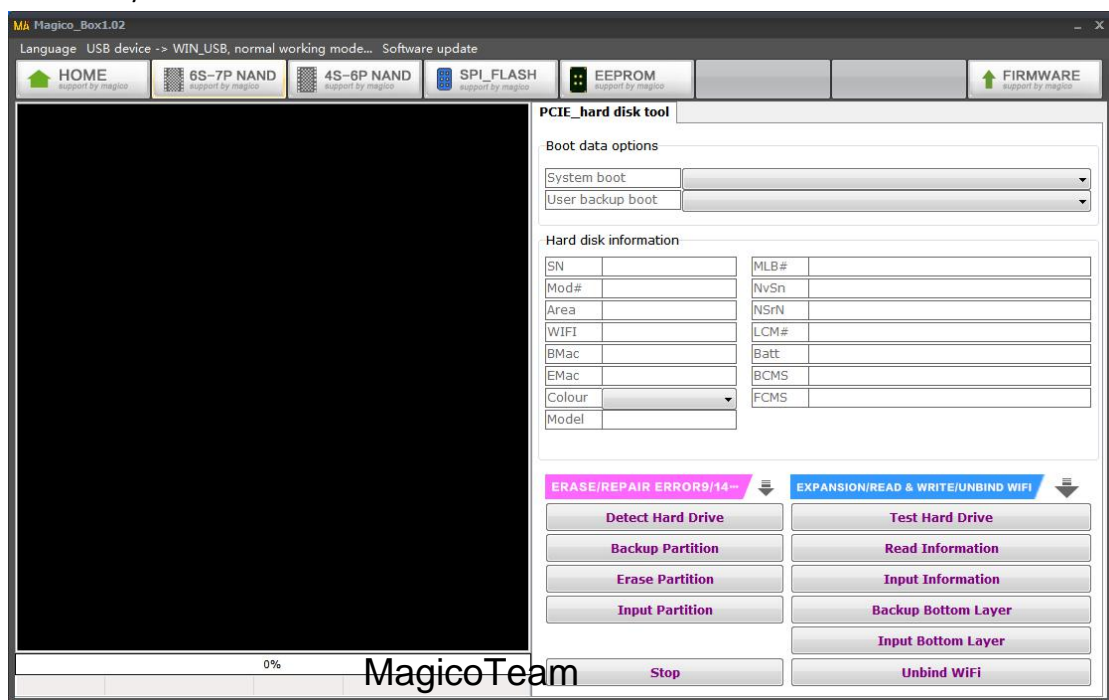 MA Magico_Box1.02 _ X
Language USB device -> WIN_USB, normal working mode... Software update
HOME 6S-7P NAND 4S-6P NAND SPI_FLASH EEPROM FIRMWARE
support by magico support by magico support by magico support by magico support by magico support by magico
PCIE_hard disk tool
Boot data options
System boot
User backup boot
Hard disk information
SN MLB#
Mod# NvSn
Area NSrN
WIFI LCM#
BMac Batt
EMac BCMS
Colour FCMS
Model
ERASE/REPAIR ERROR9/14... EXPANSION/READ & WRITE/UNBIND WIFI
Detect Hard Drive Test Hard Drive
Backup Partition Read Information
Erase Partition Input Information
Input Partition Backup Bottom Layer
Input Bottom Layer
0% MagicoTeam Stop Unbind WiFi